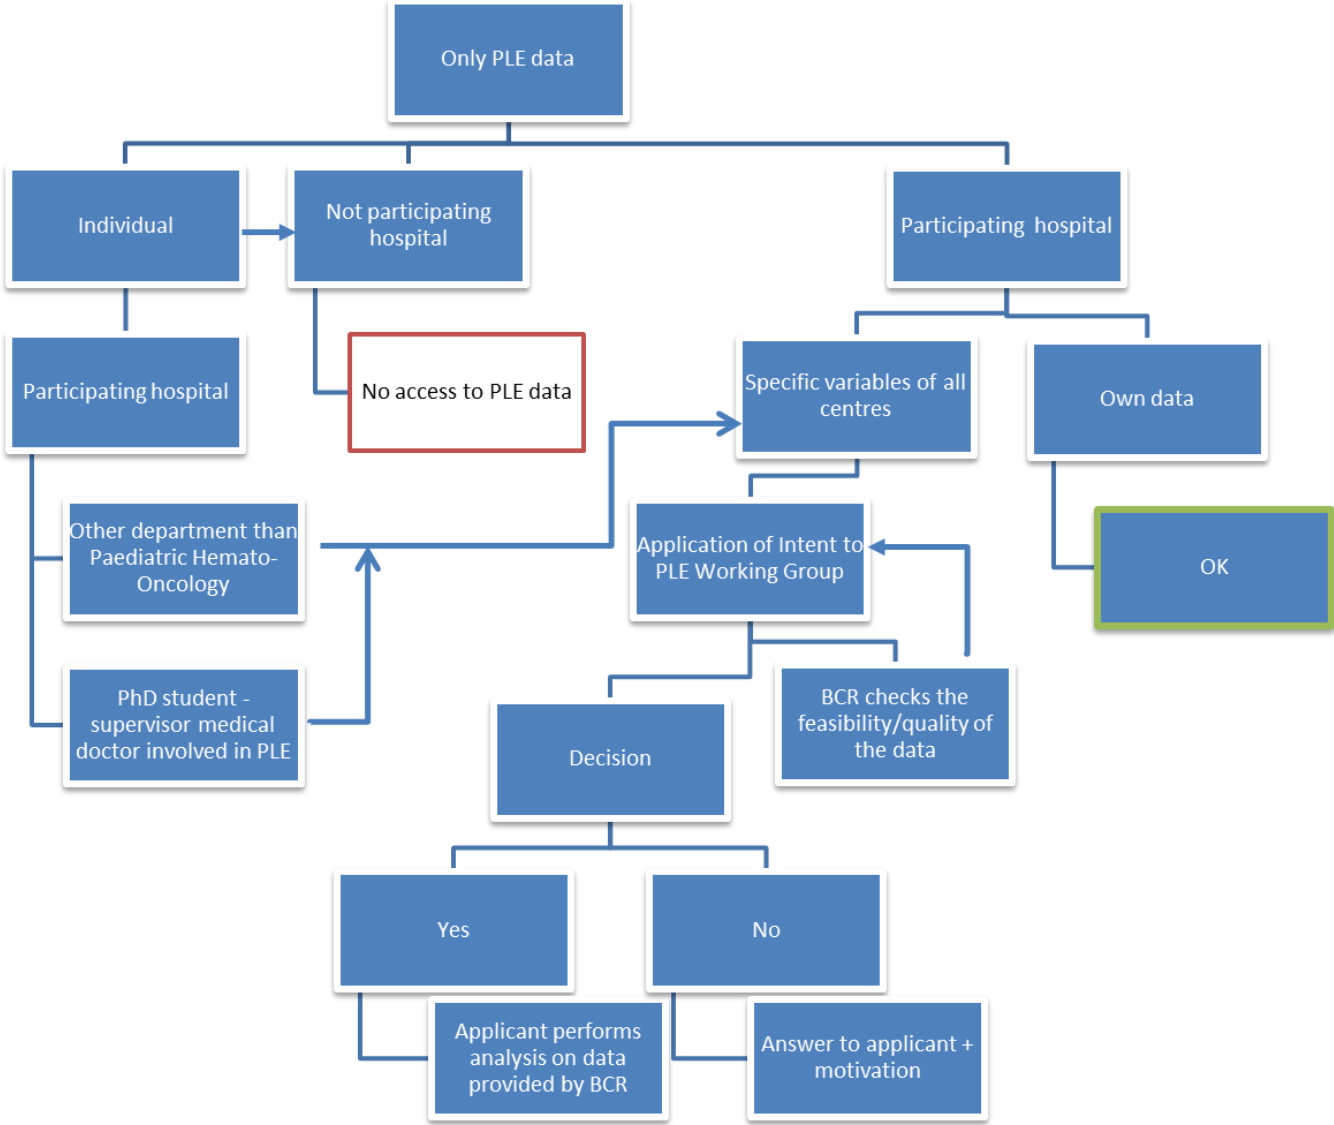 Only PLE data
Individual
Not participating
hospital
Participating  hospital
Participating hospital
No access to PLE data
Specific variables of all
centres
Own data
Other department than
Paediatric Hemato-
Oncology
Application of Intent to
PLE Working Group
OK
PhD student -
supervisor medical
doctor involved in PLE
Decision
BCR checks the
feasibility/quality of
the data
Yes
No
Applicant performs
analysis on data
provided by BCR
Answer to applicant +
motivation